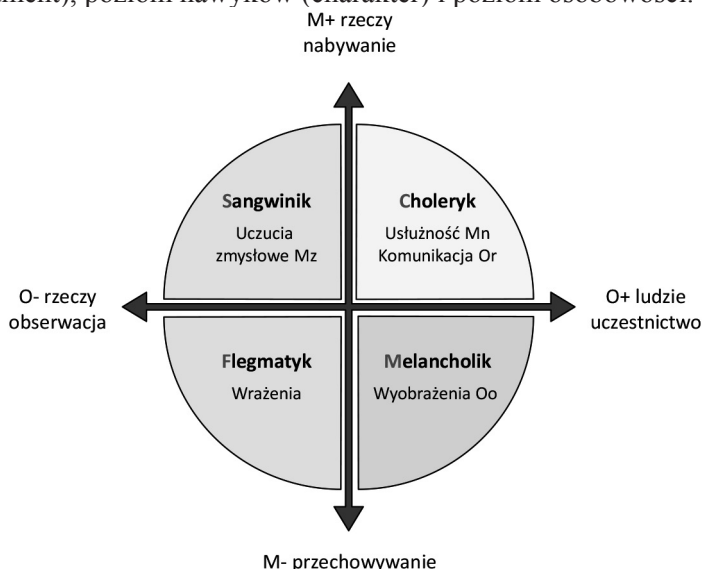 ment), poziom nawyków (charakter) i poziom osobowości.
M+ rzeczy
nabywanie
Sangwinik
Uczucia
zmysłowe Mz
Choleryk
Usłużność Mn
Komunikacja Or
O- rzeczy
obserwacja
O+ ludzie
uczestnictwo
Flegmatyk
Wrażenia
Melancholik
Wyobrażenia Oo
M- przechowywanie